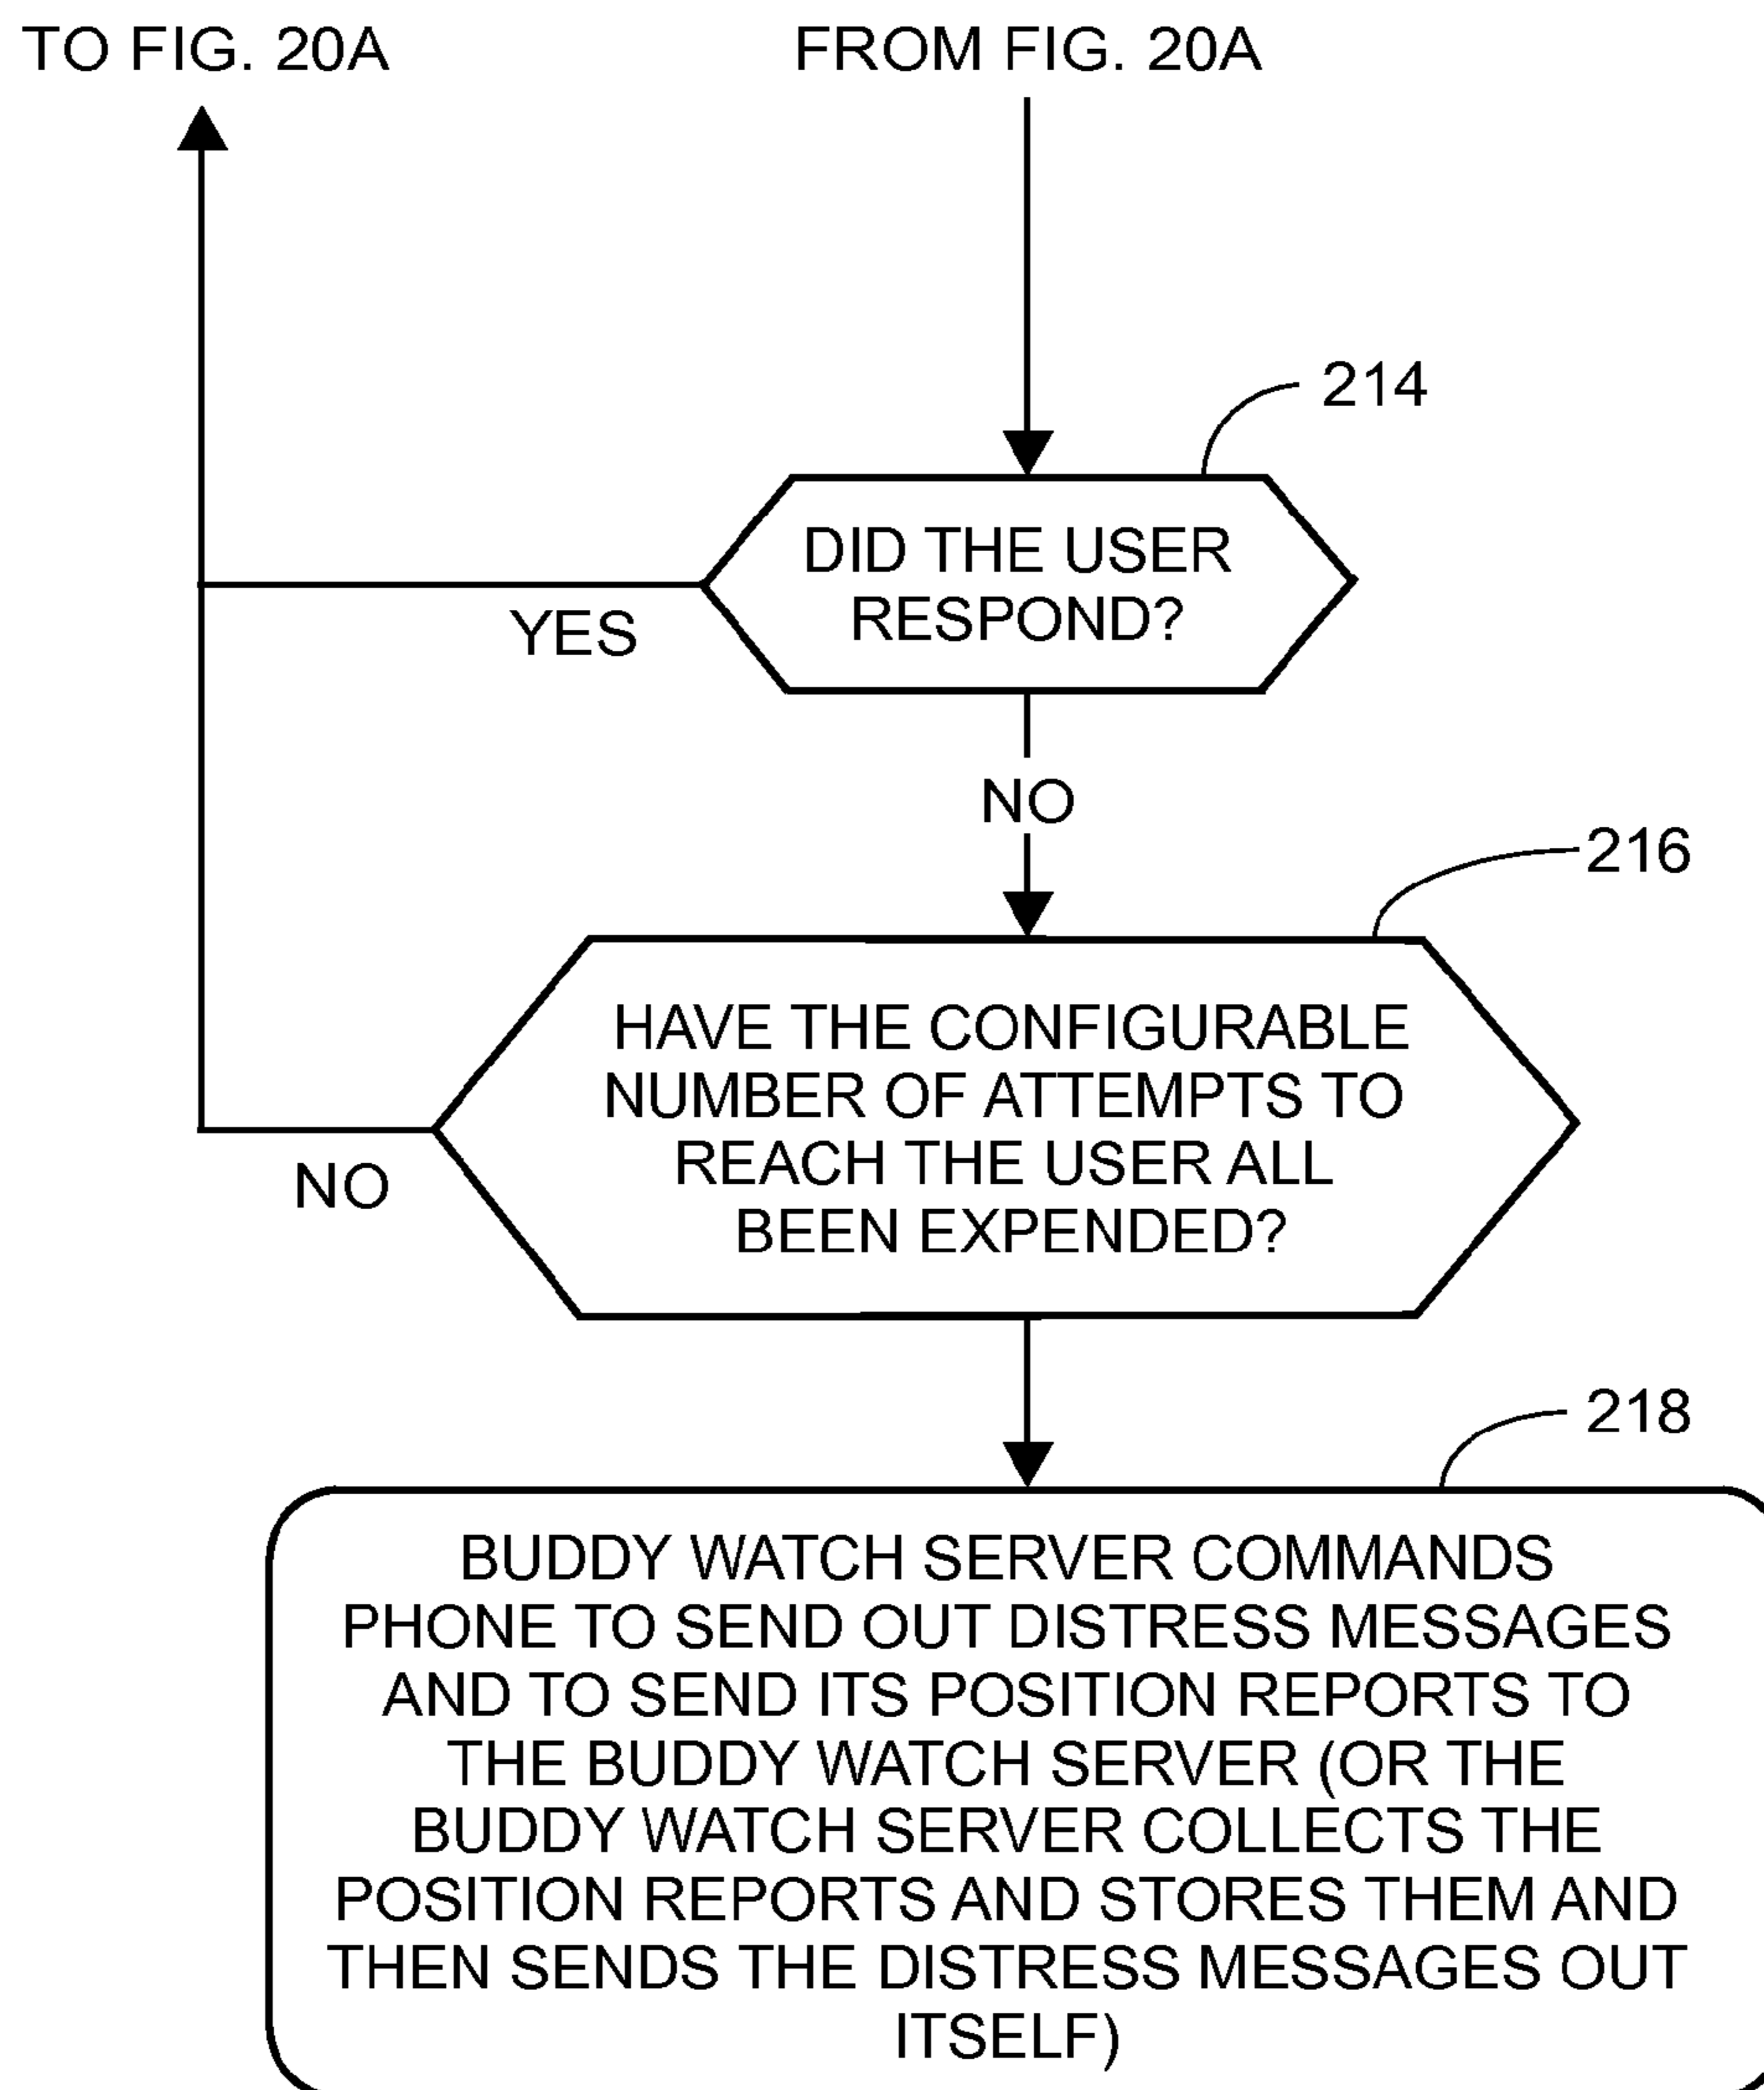 TO FIG. 20A
FROM FIG. 20A
214
DID THE USER
RESPOND?
YES
NO
216
HAVE THE CONFIGURABLE
NUMBER OF ATTEMPTS TO
REACH THE USER ALL
BEEN EXPENDED?
NO
218
BUDDY WATCH SERVER COMMANDS
PHONE TO SEND OUT DISTRESS MESSAGES
AND TO SEND ITS POSITION REPORTS TO
THE BUDDY WATCH SERVER (OR THE
BUDDY WATCH SERVER COLLECTS THE
POSITION REPORTS AND STORES THEM AND
THEN SENDS THE DISTRESS MESSAGES OUT
ITSELF)